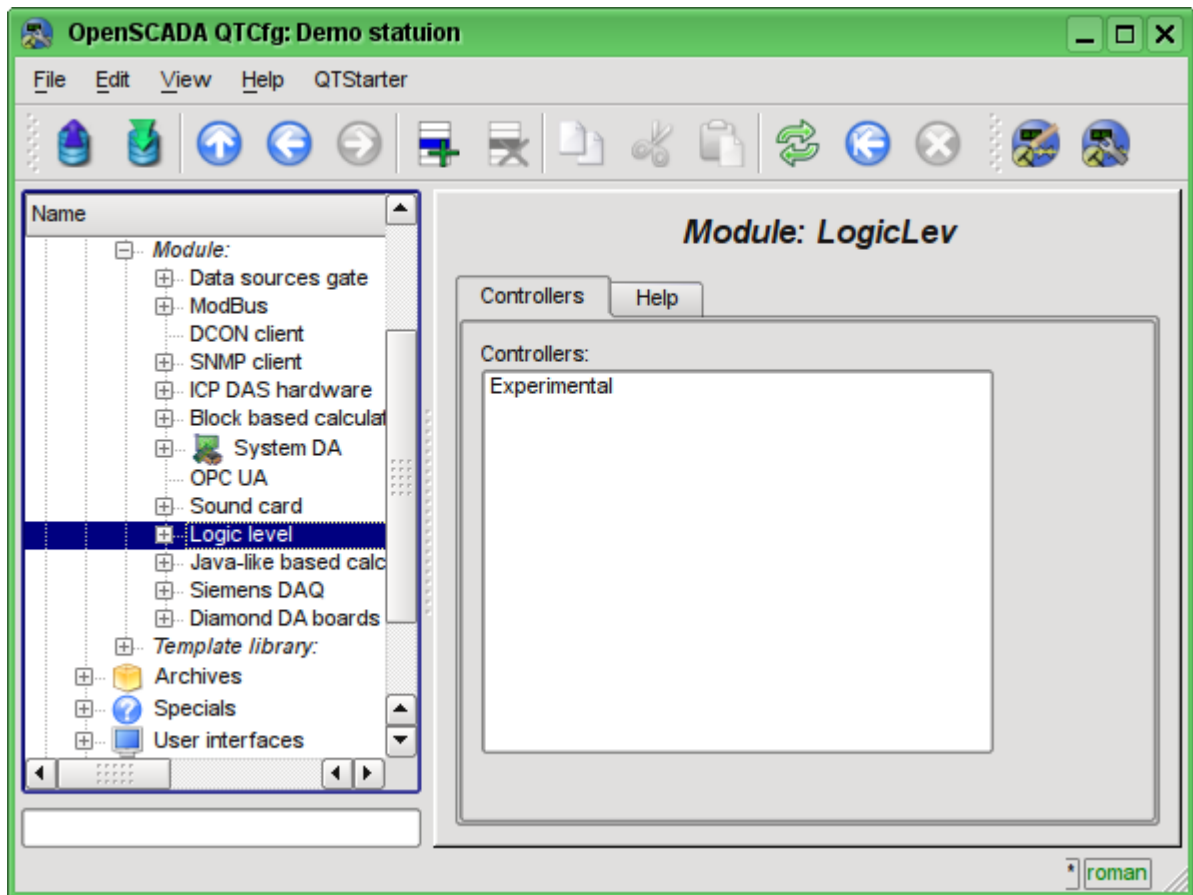 OpenSCADA QTCfg: Demo statuion
File Edit View Help QTStarter
Name
Module:
Data sources gate
ModBus
DCON client
SNMP client
ICP DAS hardware
Block based calculat
System DA
OPC UA
Sound card
Logic level
Java-like based calc
Siemens DAQ
Diamond DA boards
Template library:
Archives
Specials
User interfaces
Module: LogicLev
Controllers Help
Controllers:
Experimental
* roman